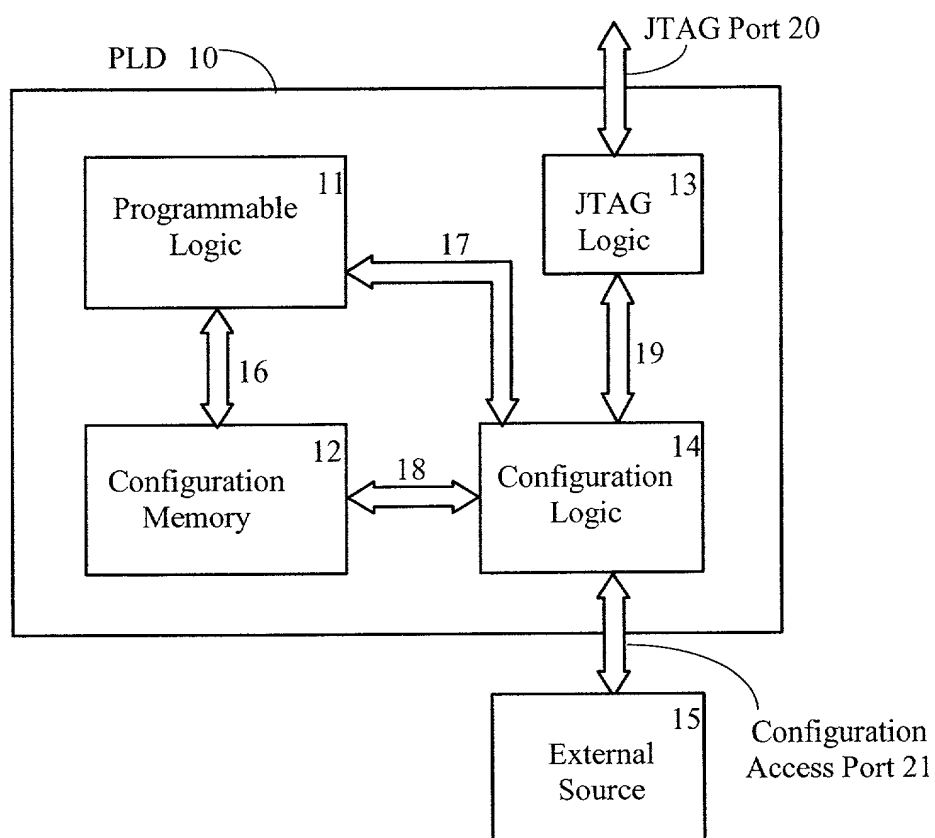 JTAG Port 20
PLD 10
11
Programmable
Logic
13
JTAG
Logic
17
16
19
12
Configuration
Memory
18
14
Configuration
Logic
15
External
Source
Configuration
Access Port 21